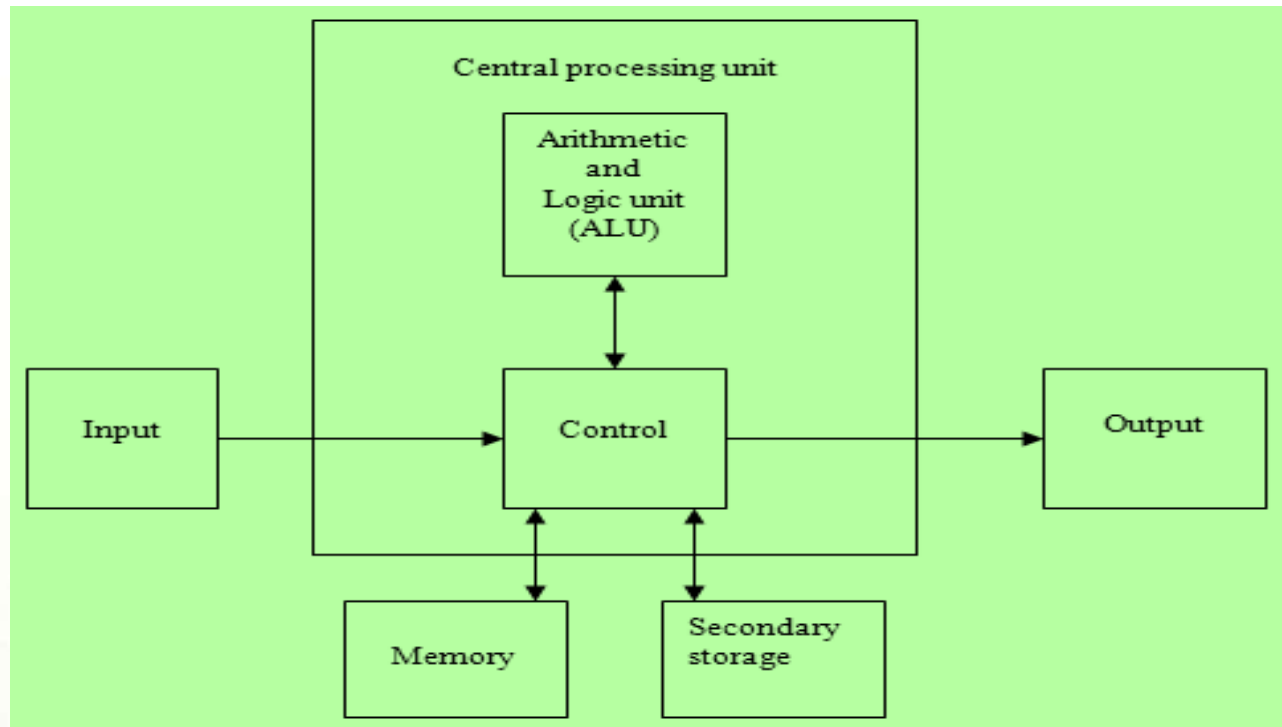 Central processing unit
Arithmetic
and
Logic unit
(ALU)
Input
Control
Output
Memory
Secondary
storage